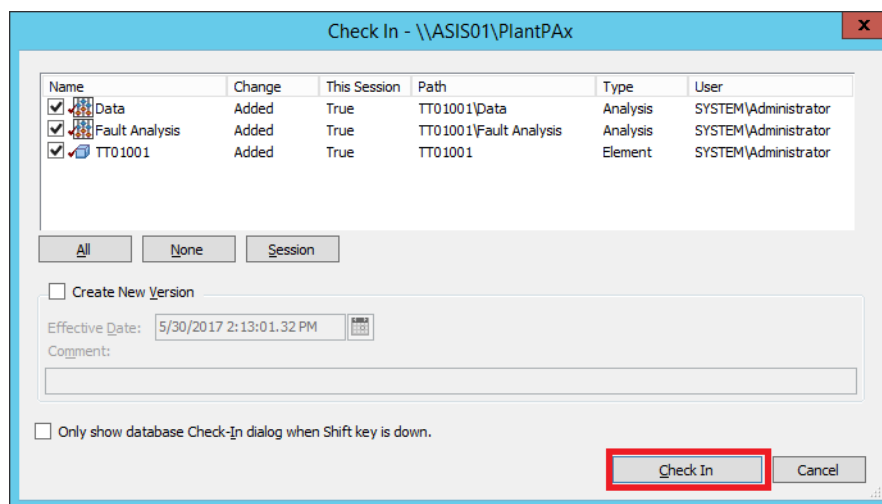 Check In - \\ASIS01\PlantPAx
x
Name Change This Session Path Type User
Data Added True TT01001\Data Analysis SYSTEM\Administrator
Fault Analysis Added True TT01001\Fault Analysis Analysis SYSTEM\Administrator
TT01001 Added True TT01001 Element SYSTEM\Administrator
All None Session
Create New Version
Effective Date: 5/30/2017 2:13:01.32 PM
Comment:
Only show database Check-In dialog when Shift key is down.
Check In Cancel